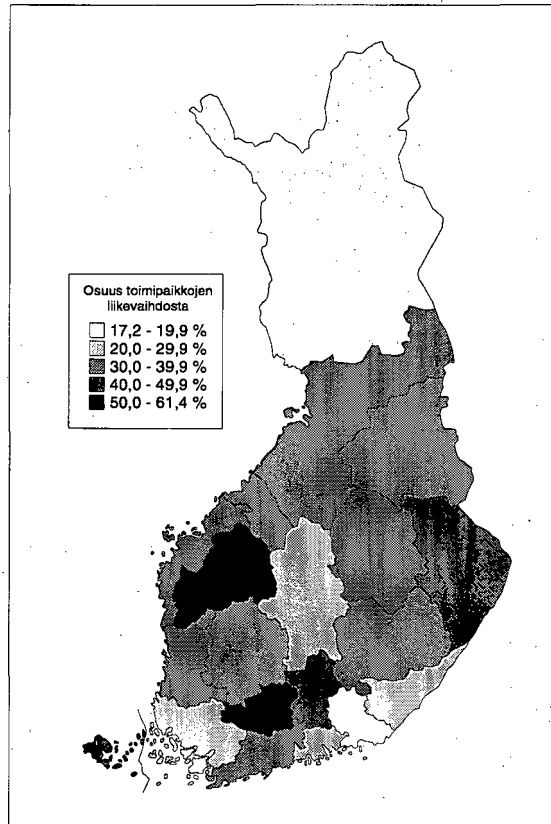 Osuus toimipaikkojen
liikevaihdosta
17,2 - 19,9 %
20,0 - 29,9 %
30,0 - 39,9 %
40,0 - 49,9 %
50,0 - 61,4 %